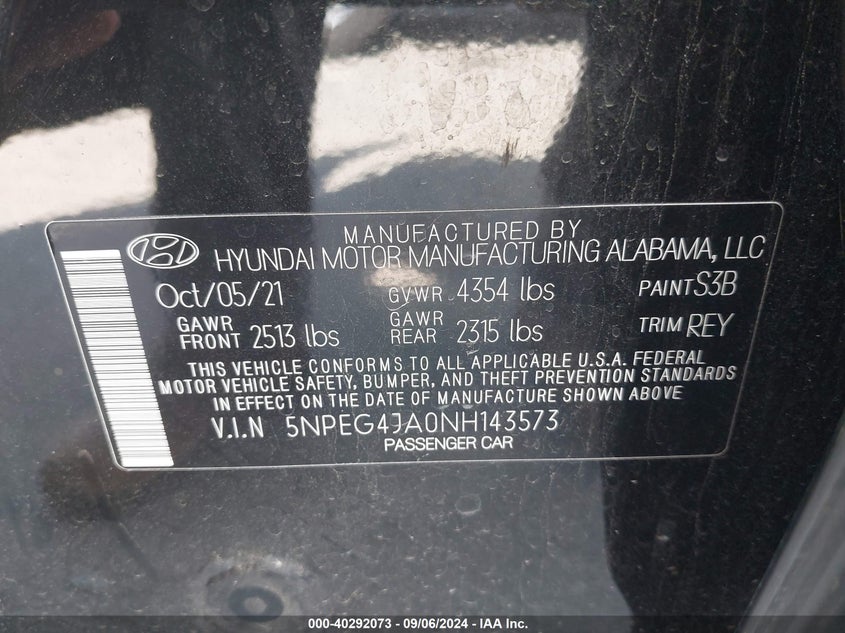 MANUFACTURED BY
HYUNDAI MOTOR MANUFACTURING ALABAMA, LLC
Oct/05/21 GVWR 4354 lbs PAINT S3B
GAWR FRONT 2513 lbs GAWR REAR 2315 lbs TRIM REY
THIS VEHICLE CONFORMS TO ALL APPLICABLE U.S.A. FEDERAL
MOTOR VEHICLE SAFETY, BUMPER, AND THEFT PREVENTION STANDARDS
IN EFFECT ON THE DATE OF MANUFACTURE SHOWN ABOVE
V.I.N 5NPEG4JA0NH143573
PASSENGER CAR
000-40292073 - 09/06/2024 - IAA Inc.